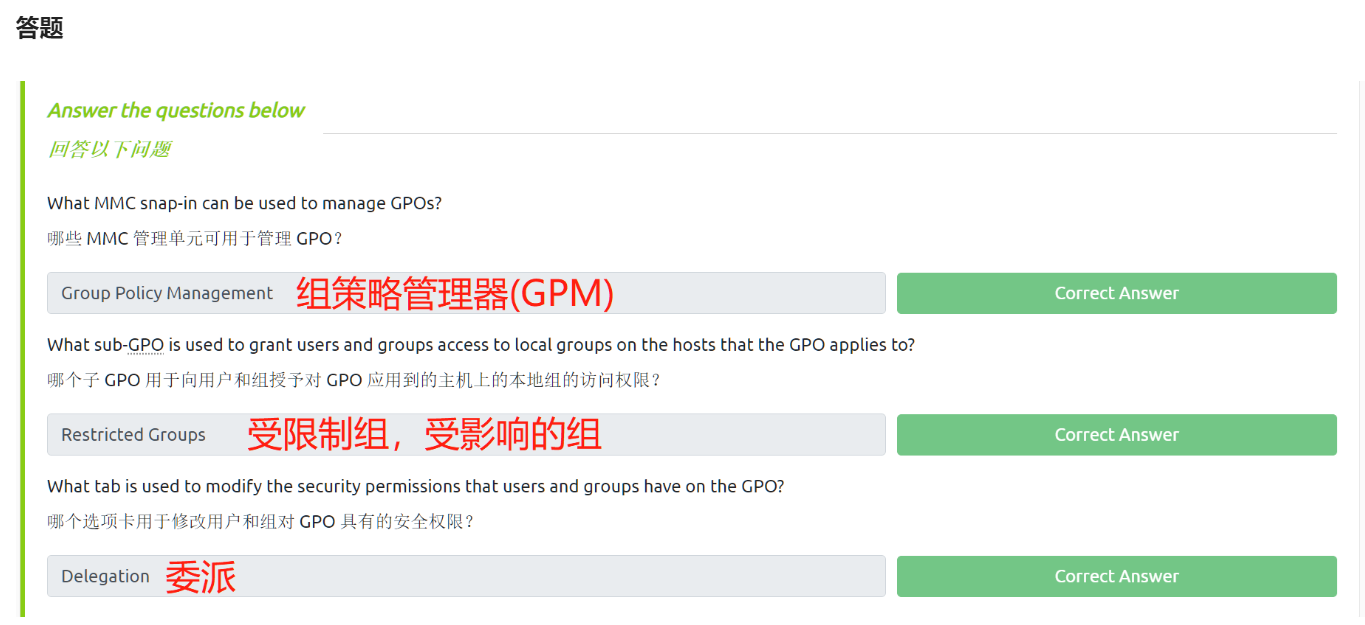 答题
Answer the questions below
回答以下问题
What MMC snap-in can be used to manage GPOs?
哪些 MMC 管理单元可用于管理 GPO？
Group Policy Management 组策略管理器(GPM) Correct Answer
What sub-GPO is used to grant users and groups access to local groups on the hosts that the GPO applies to?
哪个子 GPO 用于向用户和组授予对 GPO 应用到的主机上的本地组的访问权限？
Restricted Groups 受限制组，受影响的组 Correct Answer
What tab is used to modify the security permissions that users and groups have on the GPO?
哪个选项卡用于修改用户和组对 GPO 具有的安全权限？
Delegation 委派 Correct Answer